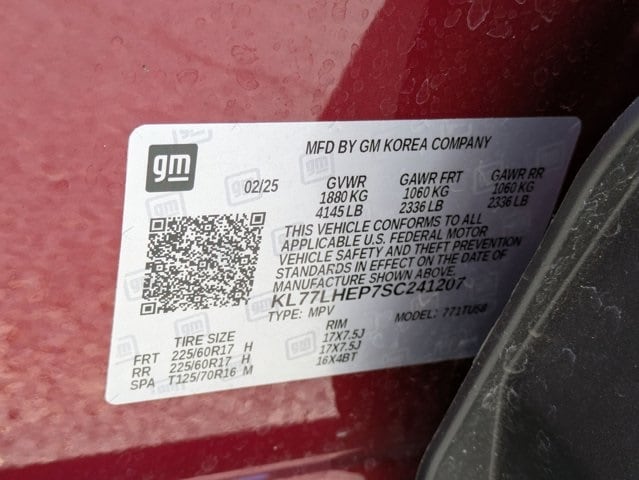 gm
MFD BY GM KOREA COMPANY
02/25 GVWR GAWR FRT GAWR RR
1880 KG 1060 KG 1060 KG
4145 LB 2336 LB 2336 LB
THIS VEHICLE CONFORMS TO ALL
APPLICABLE U.S. FEDERAL MOTOR
VEHICLE SAFETY AND THEFT PREVENTION
STANDARDS IN EFFECT ON THE DATE OF
MANUFACTURE SHOWN ABOVE.
KL77LHEP7SC241207
TYPE: MPV MODEL: 771TUS8
TIRE SIZE RIM
FRT 225/60R17 H 17X7.5J
RR 225/60R17 H 17X7.5J
SPA T125/70R16 M 16X4BT